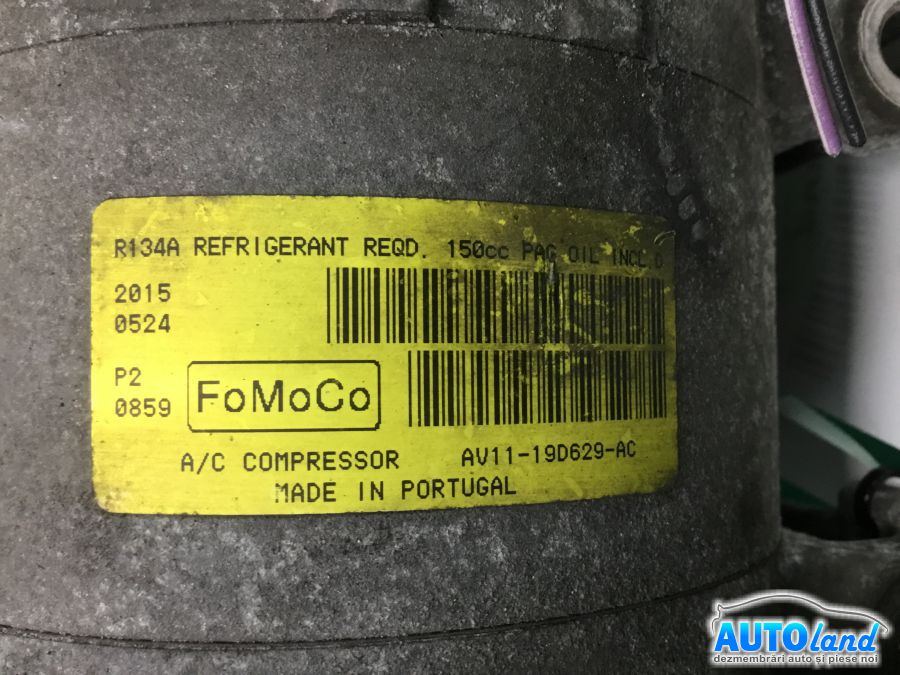 R134A REFRIGERANT REQD. 150cc PAG OIL INCL'D
2015
0524
P2
0859
FoMoCo
A/C COMPRESSOR AV11-19D629-AC
MADE IN PORTUGAL
AUTOland
dezmembrări auto și piese noi